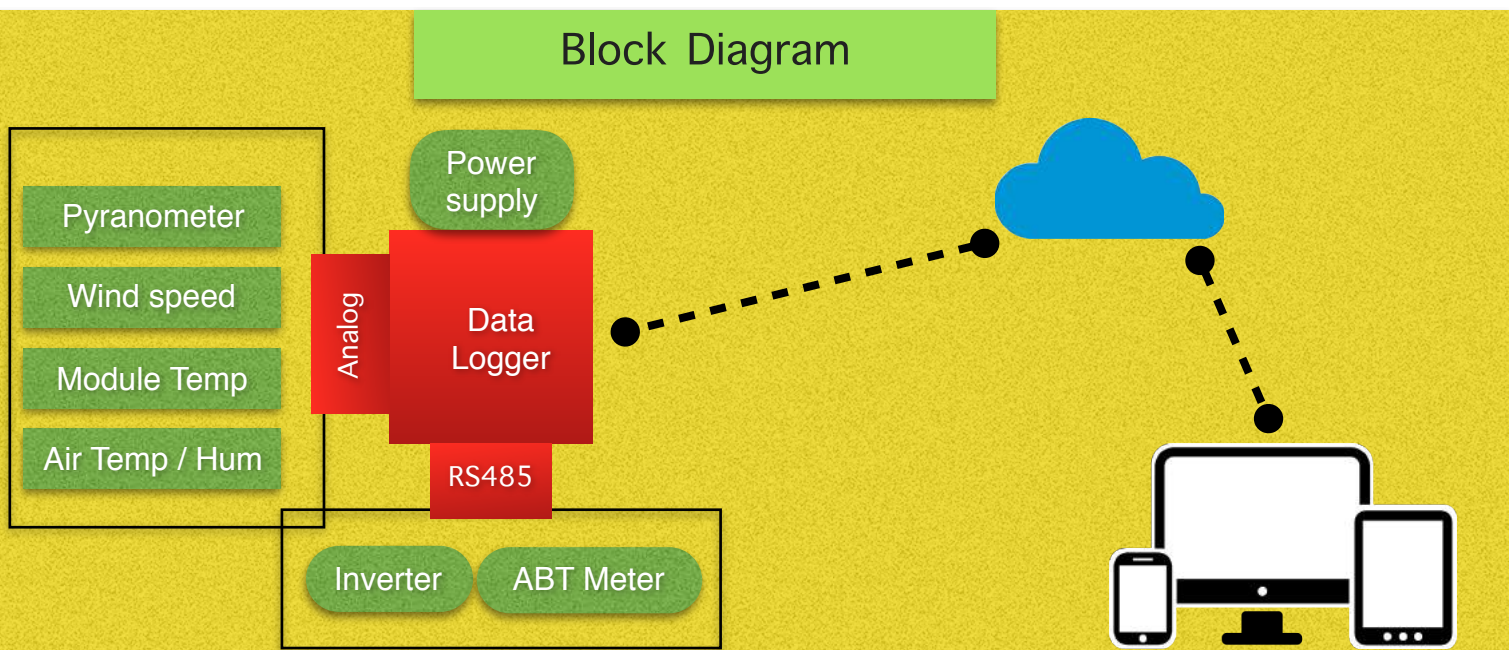 Block Diagram
Power
supply
Pyranometer
Wind speed
Module Temp
Air Temp / Hum
Analog
Data
Logger
RS485
Inverter
ABT Meter